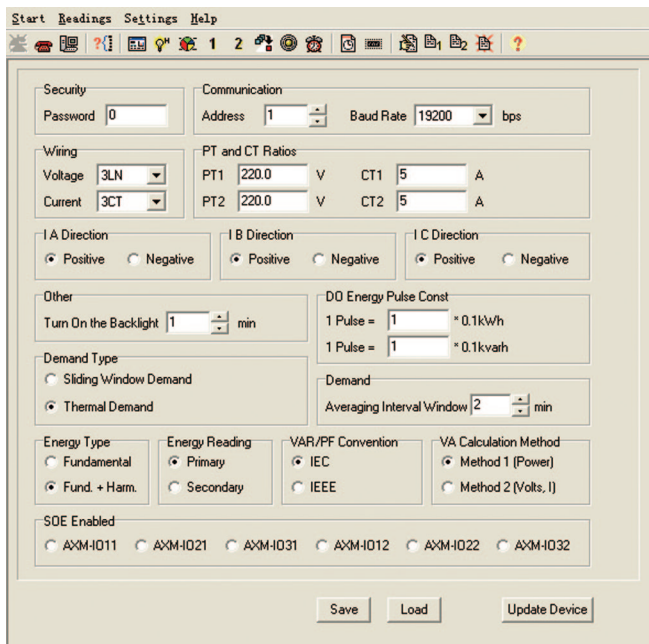 Start Readings Settings Help
?{ H 1 2 1 2 ?
Security Communication
Password 0 Address 1 Baud Rate 19200 bps
Wiring PT and CT Ratios
Voltage 3LN PT1 220.0 V CT1 5 A
Current 3CT PT2 220.0 V CT2 5 A
I A Direction I B Direction I C Direction
Positive Negative Positive Negative Positive Negative
Other DO Energy Pulse Const
Turn On the Backlight 1 min 1 Pulse = 1 * 0.1kWh
1 Pulse = 1 * 0.1kvarh
Demand Type
Sliding Window Demand Demand
Thermal Demand Averaging Interval Window 2 min
Energy Type Energy Reading VAR/PF Convention VA Calculation Method
Fundamental Primary IEC Method 1 (Power)
Fund. + Harm. Secondary IEEE Method 2 (Volts, I)
SOE Enabled
AXM-IO11 AXM-IO21 AXM-IO31 AXM-IO12 AXM-IO22 AXM-IO32
Save Load Update Device